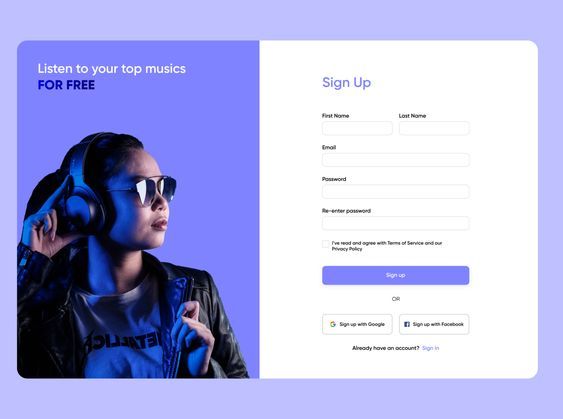 Listen to your top musics
FOR FREE
Sign Up
First Name
Last Name
Email
Password
Re-enter password
I've read and agree with Terms of Service and our
Privacy Policy
Sign up
OR
Sign up with Google
Sign up with Facebook
Already have an account? Sign in
METALLICA